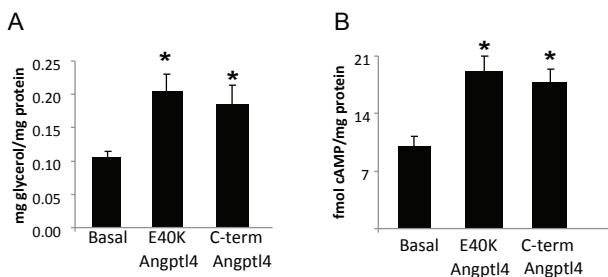 A
mg glycerol/mg protein
0.25
0.20
0.15
0.10
0.05
0.00
*
*
Basal
E40K
Angptl4
C-term
Angptl4
B
fmol cAMP/mg protein
21
14
7
*
*
Basal
E40K
Angptl4
C-term
Angptl4